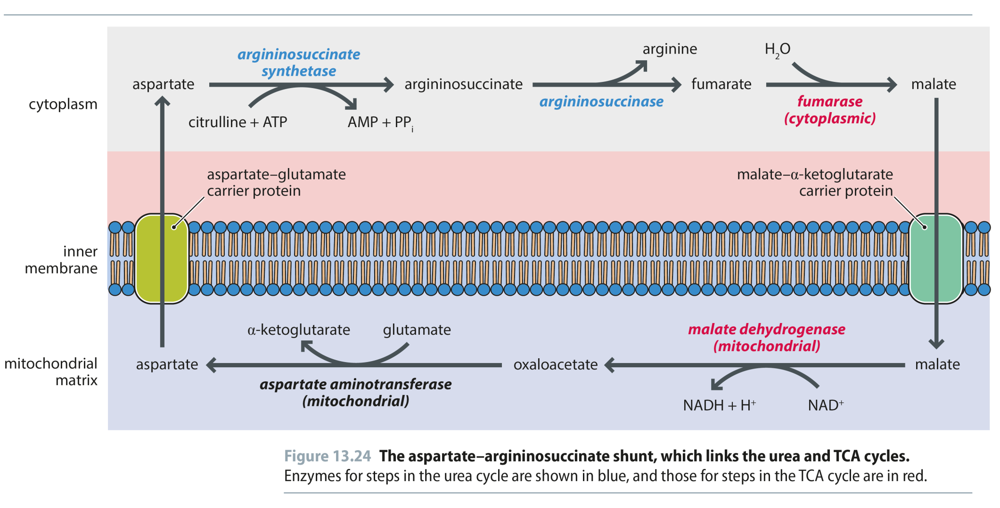 argininosuccinate
synthetase
arginine
H₂O
aspartate
argininosuccinate
fumarate
malate
cytoplasm
argininosuccinase
fumarase
(cytoplasmic)
citrulline + ATP
AMP + PPᵢ
aspartate–glutamate
carrier protein
malate–α-ketoglutarate
carrier protein
inner
membrane
α-ketoglutarate
glutamate
malate dehydrogenase
(mitochondrial)
mitochondrial
matrix
aspartate
oxaloacetate
malate
aspartate aminotransferase
(mitochondrial)
NADH + H⁺
NAD⁺
Figure 13.24 The aspartate–argininosuccinate shunt, which links the urea and TCA cycles.
Enzymes for steps in the urea cycle are shown in blue, and those for steps in the TCA cycle are in red.